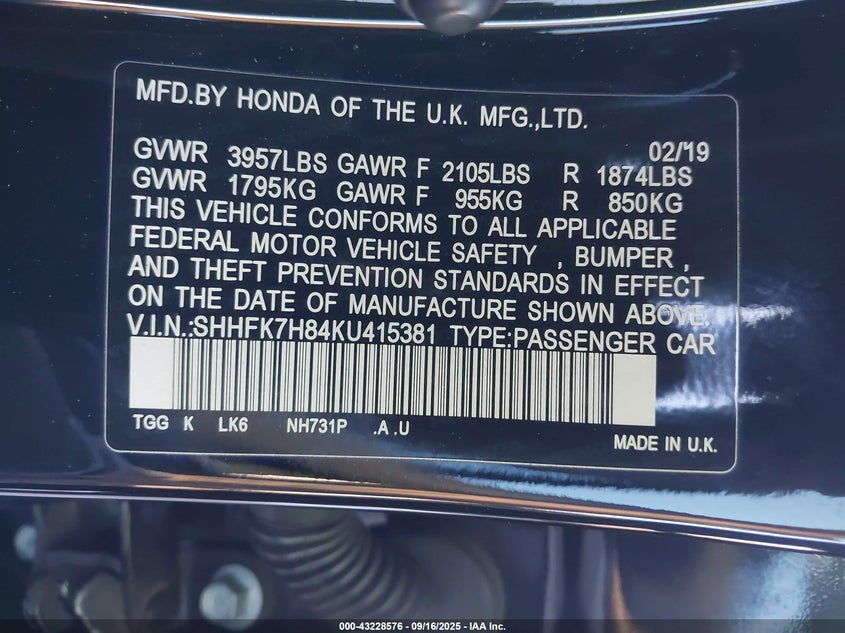 MFD.BY HONDA OF THE U.K. MFG.,LTD.
02/'19
GVWR 3957LBS GAWR F 2105LBS R 1874LBS
GVWR 1795KG GAWR F 955KG R 850KG
THIS VEHICLE CONFORMS TO ALL APPLICABLE
FEDERAL MOTOR VEHICLE SAFETY , BUMPER ,
AND THEFT PREVENTION STANDARDS IN EFFECT
ON THE DATE OF MANUFACTURE SHOWN ABOVE.
V.I.N.:SHHFK7H84KU415381 TYPE:PASSENGER CAR
TGG K LK6 NH731P .A .U
MADE IN U.K.
000-43228576 - 09/16/2025 - IAA Inc.